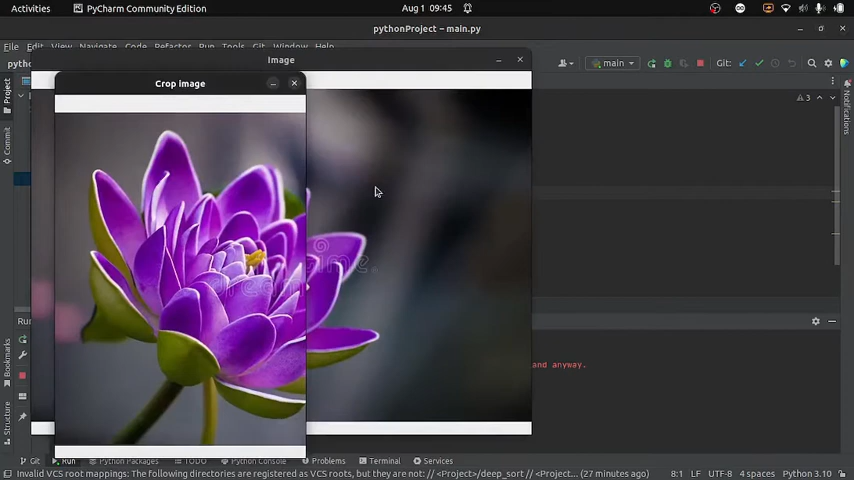 Activities PyCharm Community Edition Aug 1 09:45
pythonProject – main.py
File Edit View Navigate Code Refactor Run Tools Git Window Help
Image
main Git:
Crop image
3
Project
Commit
Bookmarks
Structure
Notifications
dream
and anyway.
Git Run Python Packages TODO Python Console Problems Terminal Services
Invalid VCS root mappings: The following directories are registered as VCS roots, but they are not: // <Project>/deep_sort // <Project... (27 minutes ago) 8:1 LF UTF-8 4 spaces Python 3.10